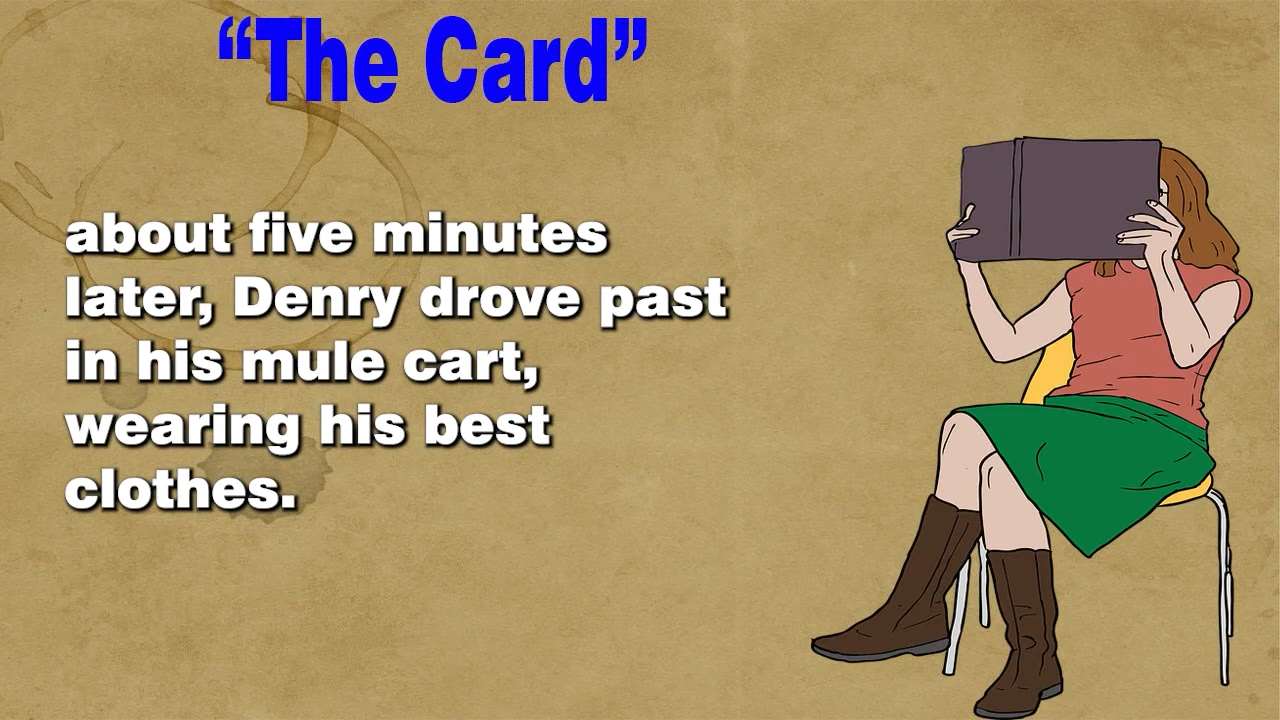 “The Card”
about five minutes
later, Denry drove past
in his mule cart,
wearing his best
clothes.